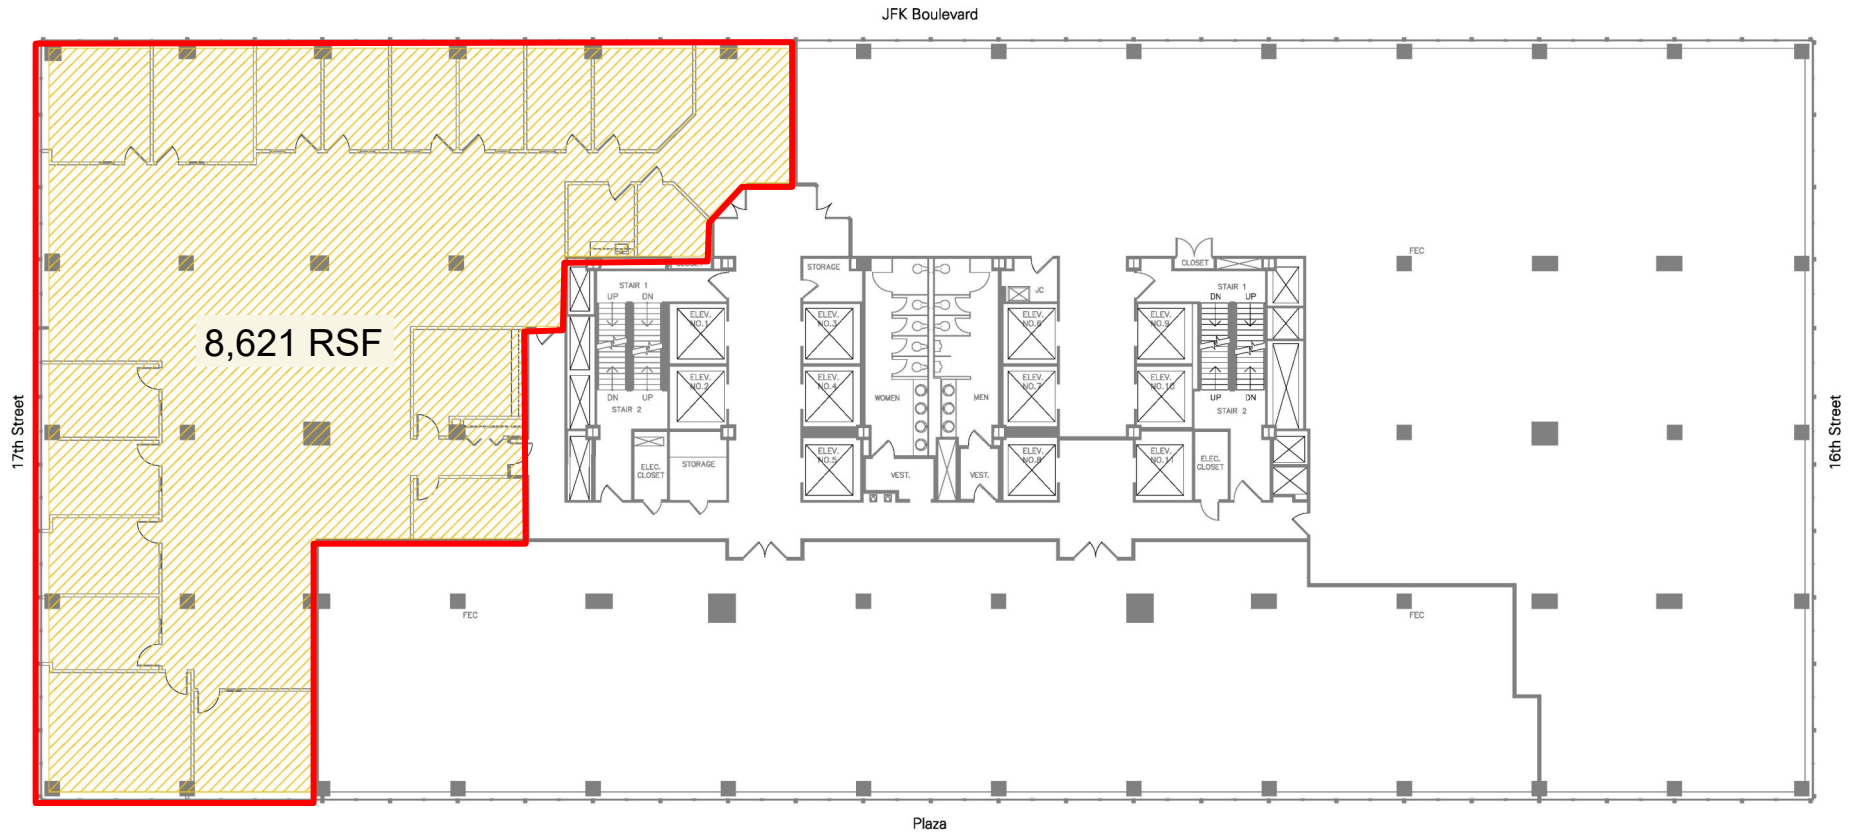 JFK Boulevard
FEC
CLOSET
STORAGE
CLOSET
STAIR 1
UP
DN
ELEV.
NO.1
ELEV.
NO.3
JC
ELEV.
NO.6
ELEV.
NO.9
STAIR 1
DN
UP
8,621 RSF
ELEV.
NO.2
ELEV.
NO.4
ELEV.
NO.7
ELEV.
NO.10
DN
UP
STAIR 2
WOMEN
MEN
UP
DN
STAIR 2
17th Street
16th Street
ELEC.
CLOSET
STORAGE
ELEV.
NO.5
VEST.
VEST.
ELEV.
NO.8
ELEV.
NO.11
ELEC.
CLOSET
FEC
FEC
Plaza